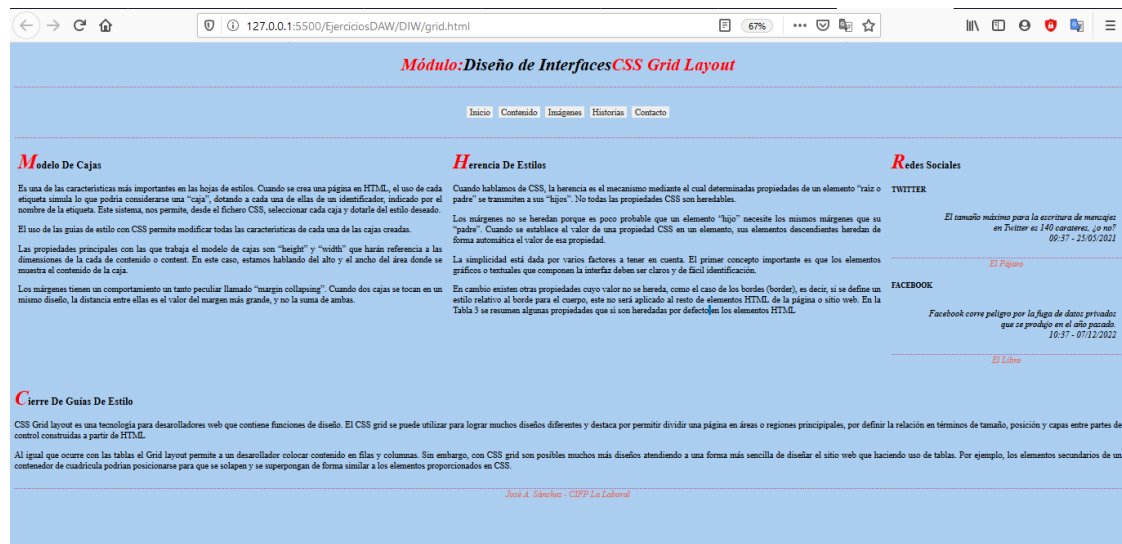 127.0.0.1:5500/EjerciciosDAW/DIW/grid.html
67%
Módulo:Diseño de InterfacesCSS Grid Layout
Inicio Contenido Imágenes Historias Contacto
Modelo De Cajas
Es una de las características más importantes en las hojas de estilos. Cuando se crea una página en HTML, el uso de cada
etiqueta simula lo que podría considerarse una “caja”, dotando a cada una de ellas de un identificador, indicado por el
nombre de la etiqueta. Este sistema, nos permite, desde el fichero CSS, seleccionar cada caja y dotarle del estilo deseado.
El uso de las guías de estilo con CSS permite modificar todas las características de cada una de las cajas creadas.
Las propiedades principales con las que trabaja el modelo de cajas son “height” y “width” que harán referencia a las
dimensiones de la cada de contenido o content. En este caso, estamos hablando del alto y el ancho del área donde se
muestra el contenido de la caja.
Los márgenes tienen un comportamiento un tanto peculiar llamado “margin collapsing”. Cuando dos cajas se tocan en un
mismo diseño, la distancia entre ellas es el valor del margen más grande, y no la suma de ambas.
Herencia De Estilos
Cuando hablamos de CSS, la herencia es el mecanismo mediante el cual determinadas propiedades de un elemento “raíz o
padre” se transmiten a sus “hijos”. No todas las propiedades CSS son heredables.
Los márgenes no se heredan porque es poco probable que un elemento “hijo” necesite los mismos márgenes que su
“padre”. Cuando se establece el valor de una propiedad CSS en un elemento, sus elementos descendientes heredan de
forma automática el valor de esa propiedad.
La simplicidad está dada por varios factores a tener en cuenta. El primer concepto importante es que los elementos
gráficos o textuales que componen la interfaz deben ser claros y de fácil identificación.
En cambio existen otras propiedades cuyo valor no se hereda, como el caso de los bordes (border), es decir, si se define un
estilo relativo al borde para el cuerpo, este no será aplicado al resto de elementos HTML de la página o sitio web. En la
Tabla 3 se resumen algunas propiedades que si son heredadas por defecto en los elementos HTML
Redes Sociales
TWITTER
El tamaño máximo para la escritura de mensajes
en Twitter es 140 carateres, ¿o no?
09:37 - 25/05/2021
El Pájaro
FACEBOOK
Facebook corre peligro por la fuga de datos privados
que se produjo en el año pasado.
10:37 - 07/12/2022
El Libro
Cierre De Guías De Estilo
CSS Grid layout es una tecnología para desarolladores web que contiene funciones de diseño. El CSS grid se puede utilizar para lograr muchos diseños diferentes y destaca por permitir dividir una página en áreas o regiones principipales, por definir la relación en términos de tamaño, posición y capas entre partes de
control construidas a partir de HTML
Al igual que ocurre con las tablas el Grid layout permite a un desarollador colocar contenido en filas y columnas. Sin embargo, con CSS grid son posibles muchos más diseños atendiendo a una forma más sencilla de diseñar el sitio web que haciendo uso de tablas. Por ejemplo, los elementos secundarios de un
contenedor de cuadrícula podrían posicionarse para que se solapen y se superpongan de forma similar a los elementos proporcionados en CSS.
José A. Sánchez - CIFP La Laboral